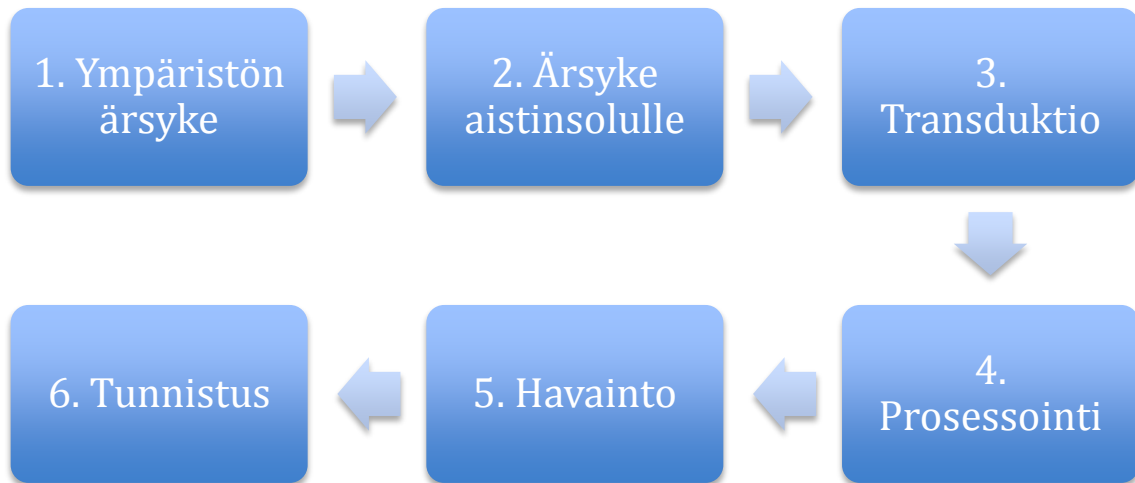 1. Ympäristön
ärsyke
2. Ärsyke
aistinsolulle
3.
Transduktio
4.
Prosessointi
5. Havainto
6. Tunnistus